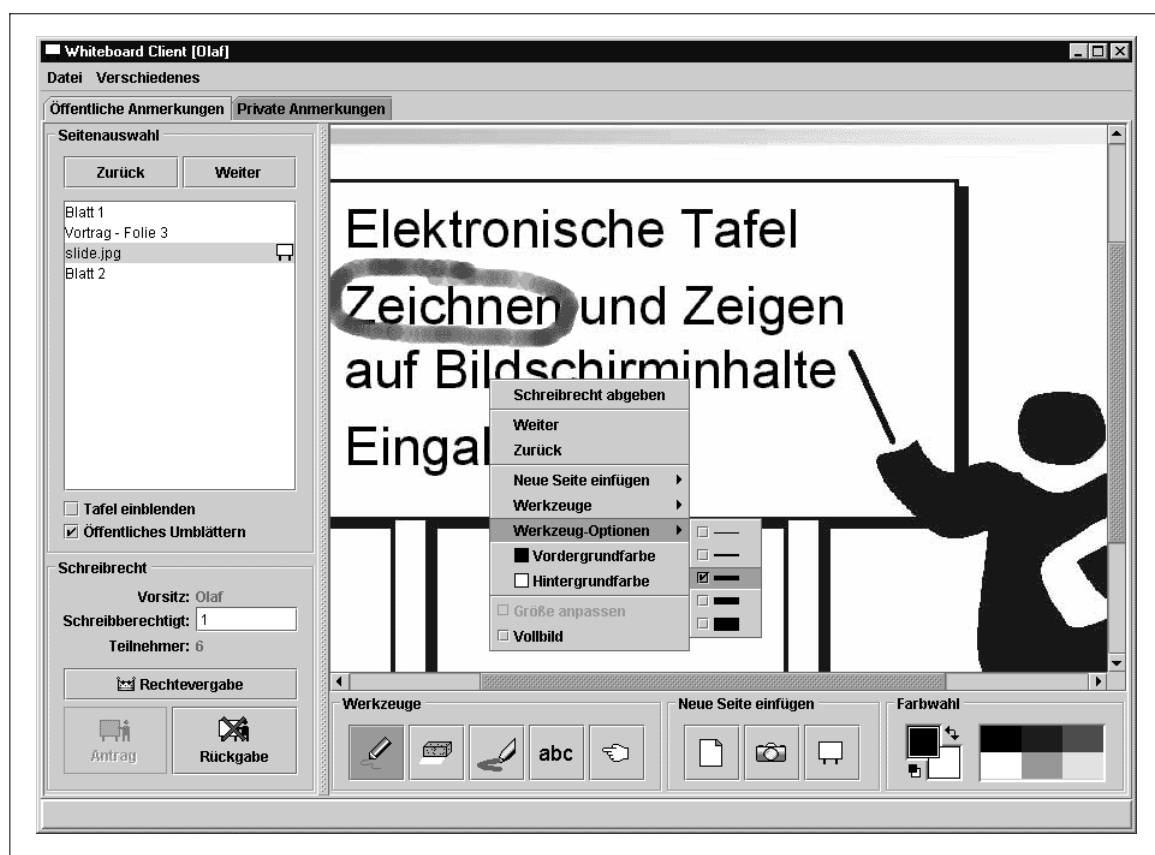 Whiteboard Client [Olaf]
Datei Verschiedenes
Öffentliche Anmerkungen Private Anmerkungen
Seitenauswahl
Zurück Weiter
Blatt 1
Vortrag - Folie 3
slide.jpg
Blatt 2
Tafel einblenden
Öffentliches Umblättern
Schreibrecht
Vorsitz: Olaf
Schreibberechtigt: 1
Teilnehmer: 6
Rechtevergabe
Antrag Rückgabe
Elektronische Tafel
Zeichnen und Zeigen
auf Bildschirminhalte
Eingal
Schreibrecht abgeben
Weiter
Zurück
Neue Seite einfügen
Werkzeuge
Werkzeug-Optionen
Vordergrundfarbe
Hintergrundfarbe
Größe anpassen
Vollbild
Werkzeuge
abc
Neue Seite einfügen
Farbwahl